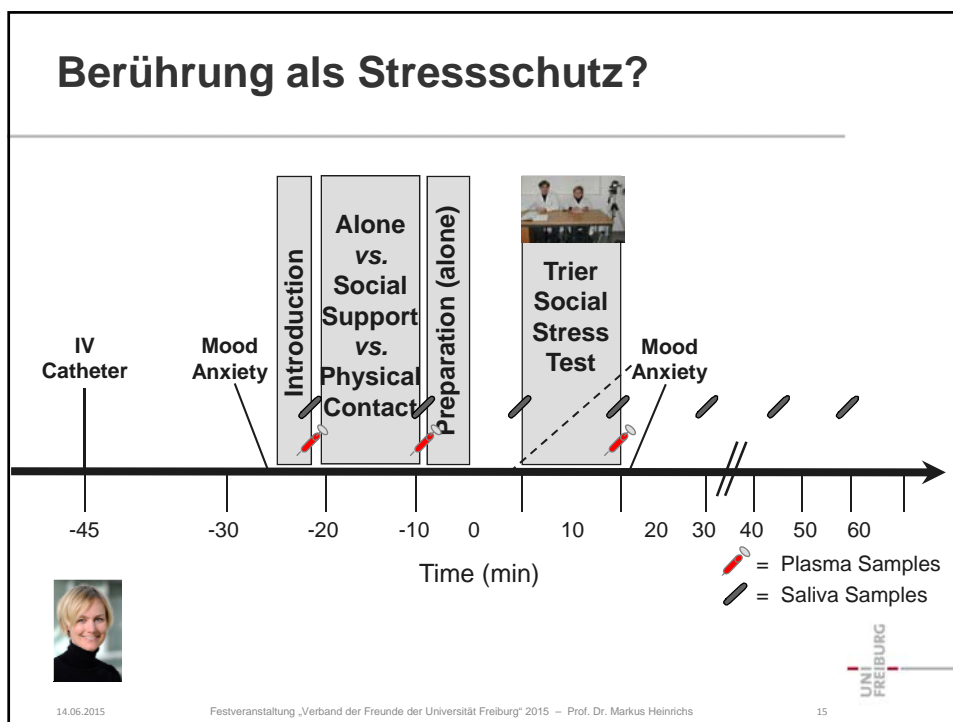 Berührung als Stressschutz?
IV
Catheter
Mood
Anxiety
Introduction
Alone
vs.
Social
Support
vs.
Physical
Contact
Preparation (alone)
Trier
Social
Stress
Test
Mood
Anxiety
-45
-30
-20
-10
0
10
20
30
40
50
60
Time (min)
= Plasma Samples
= Saliva Samples
UNI
FREIBURG
14.06.2015
Festveranstaltung „Verband der Freunde der Universität Freiburg“ 2015 – Prof. Dr. Markus Heinrichs
15